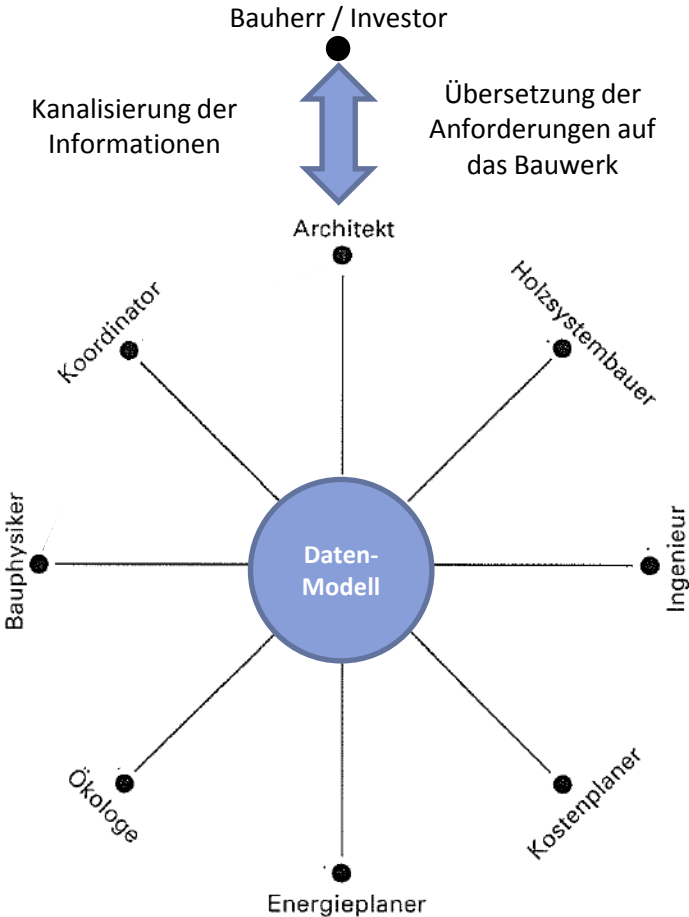 Bauherr / Investor
Kanalisierung der
Informationen
Übersetzung der
Anforderungen auf
das Bauwerk
Architekt
Koordinator
Holzsystembauer
Bauphysiker
Daten-
Modell
Ingenieur
Ökologe
Kostenplaner
Energieplaner